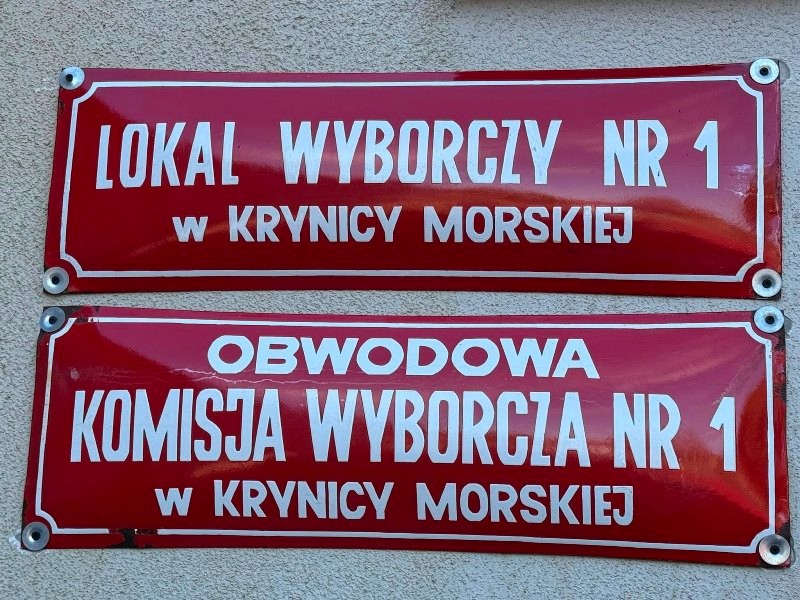 LOKAL WYBORCZY NR 1
w KRYNICY MORSKIEJ
OBWODOWA
KOMISJA WYBORCZA NR 1
w KRYNICY MORSKIEJ